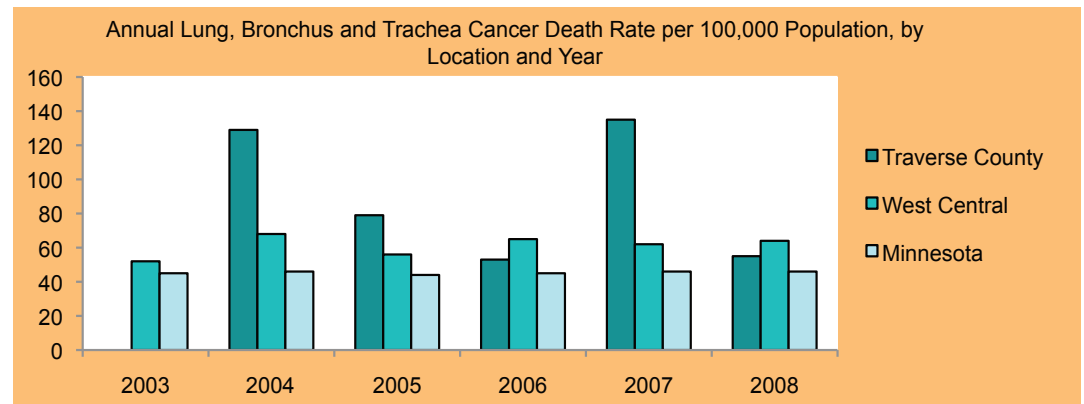 Annual Lung, Bronchus and Trachea Cancer Death Rate per 100,000 Population, by
Location and Year
160
140
120
100
80
60
40
20
0
2003 2004 2005 2006 2007 2008
Traverse County
West Central
Minnesota